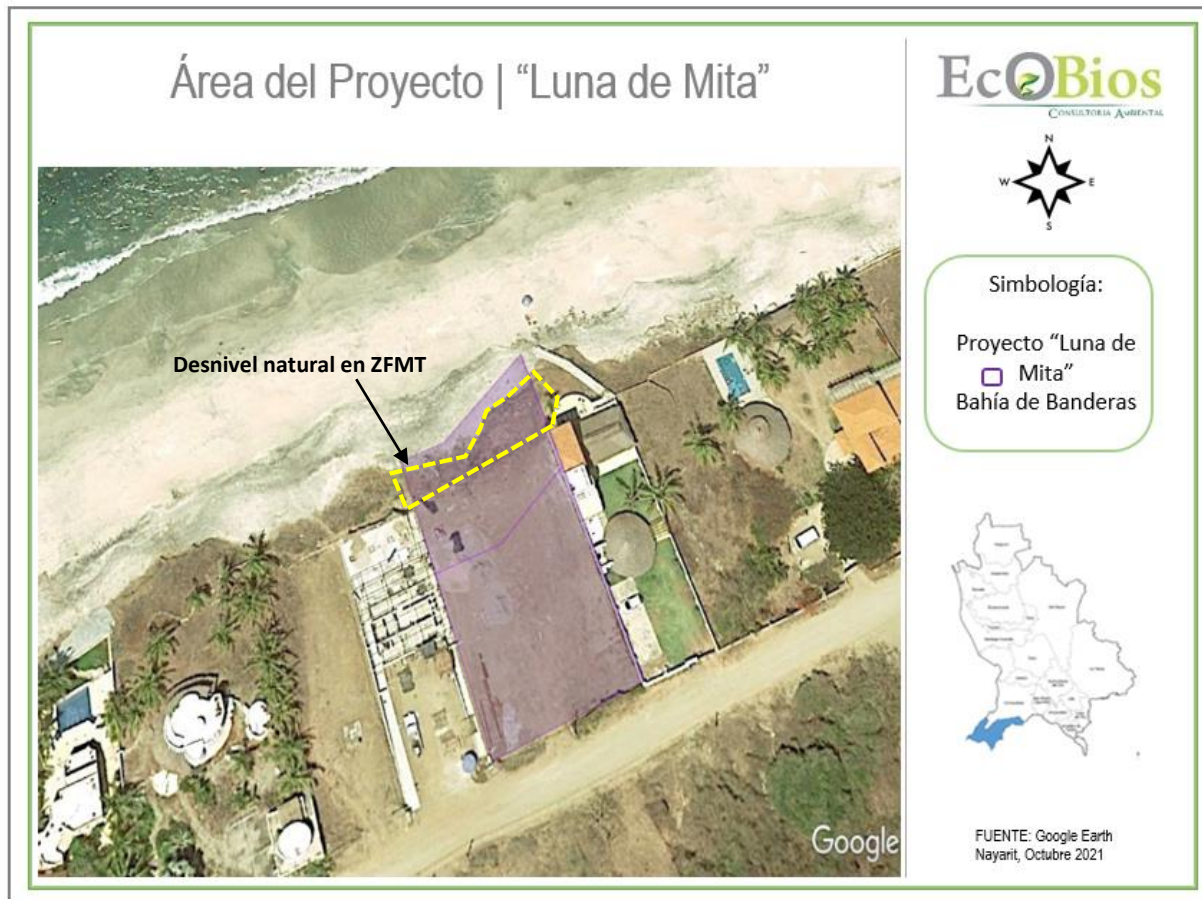 Área del Proyecto | “Luna de Mita”
EcOBios
CONSULTORIA AMBIENTAL
N
W
E
S
Desnivel natural en ZFMT
Simbología:
Proyecto “Luna de
Mita”
Bahía de Banderas
Google
FUENTE: Google Earth
Nayarit, Octubre 2021